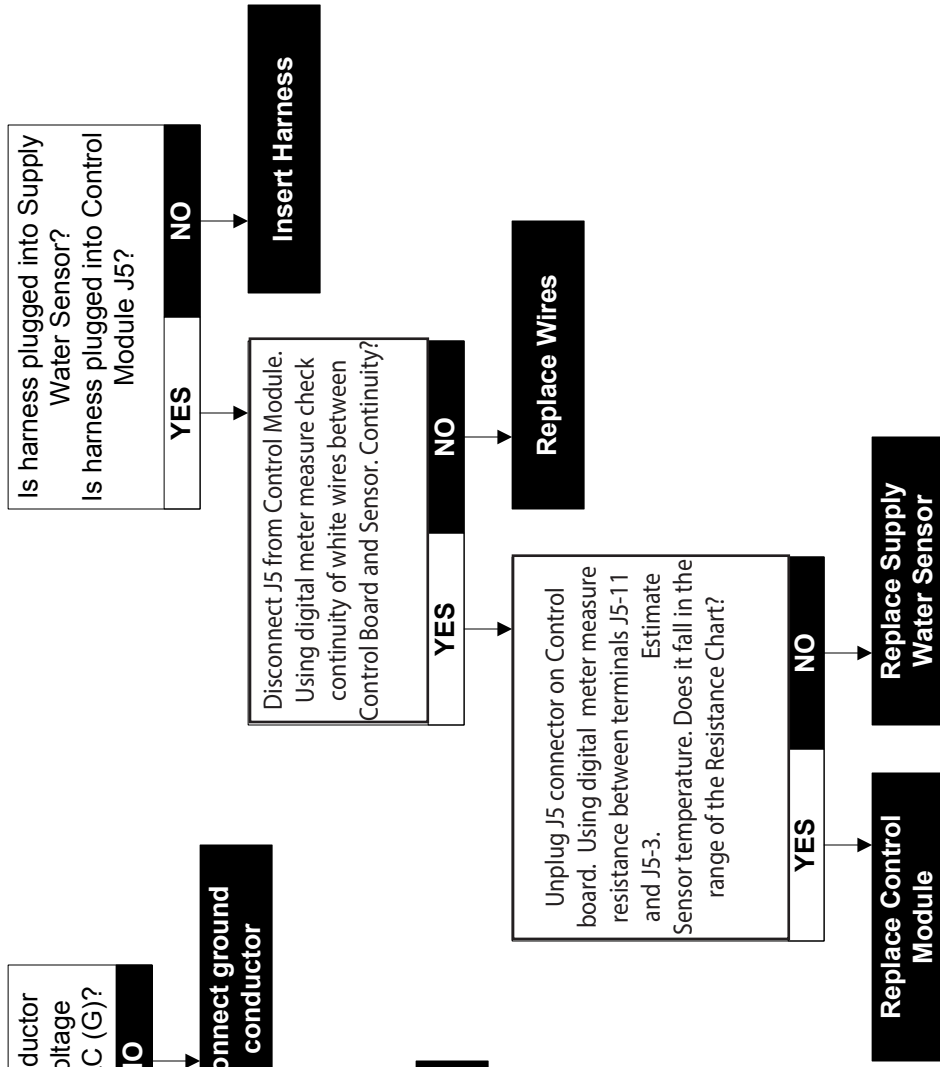 Is harness plugged into Supply
Water Sensor?
Is harness plugged into Control
Module J5?
YES
NO
Insert Harness
Disconnect J5 from Control Module.
Using digital meter measure check
continuity of white wires between
Control Board and Sensor. Continuity?
YES
NO
Replace Wires
Unplug J5 connector on Control
board. Using digital meter measure
resistance between terminals J5-11
and J5-3. Estimate
Sensor temperature. Does it fall in the
range of the Resistance Chart?
YES
NO
Replace Control
Module
Replace Supply
Water Sensor
ductor
oltage
C (G)?
onnect ground
conductor